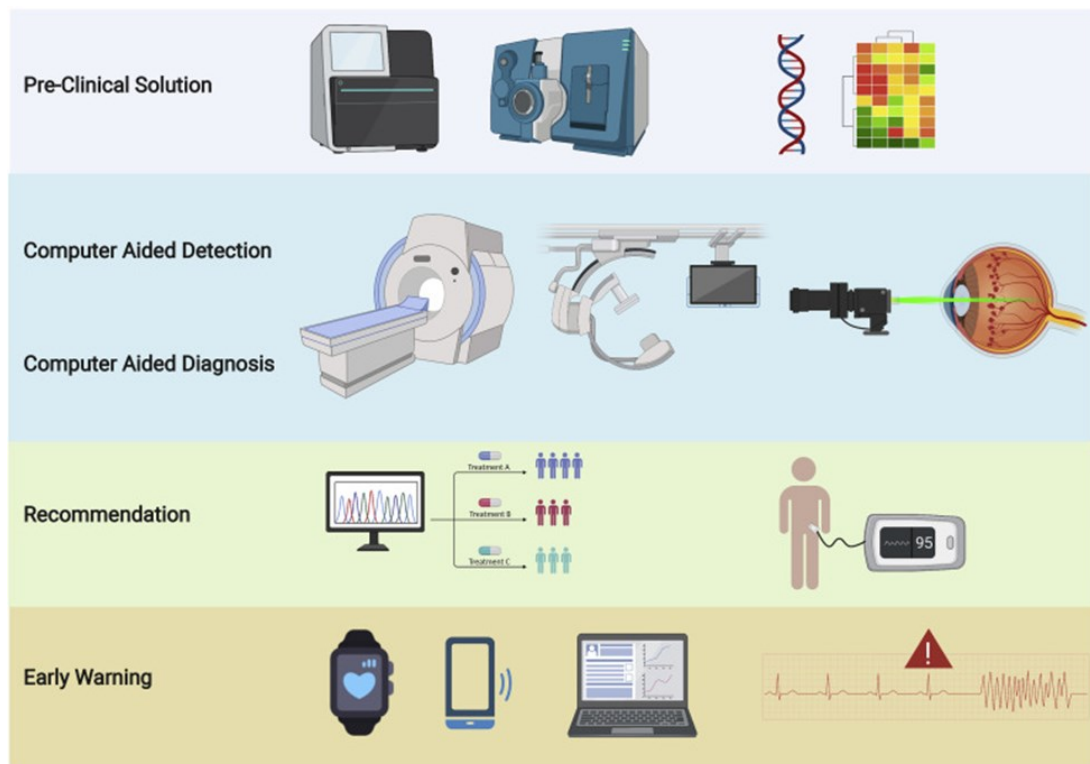 Pre-Clinical Solution
Computer Aided Detection
Computer Aided Diagnosis
Treatment A
Recommendation
Treatment B
95
Treatment C
Early Warning
!